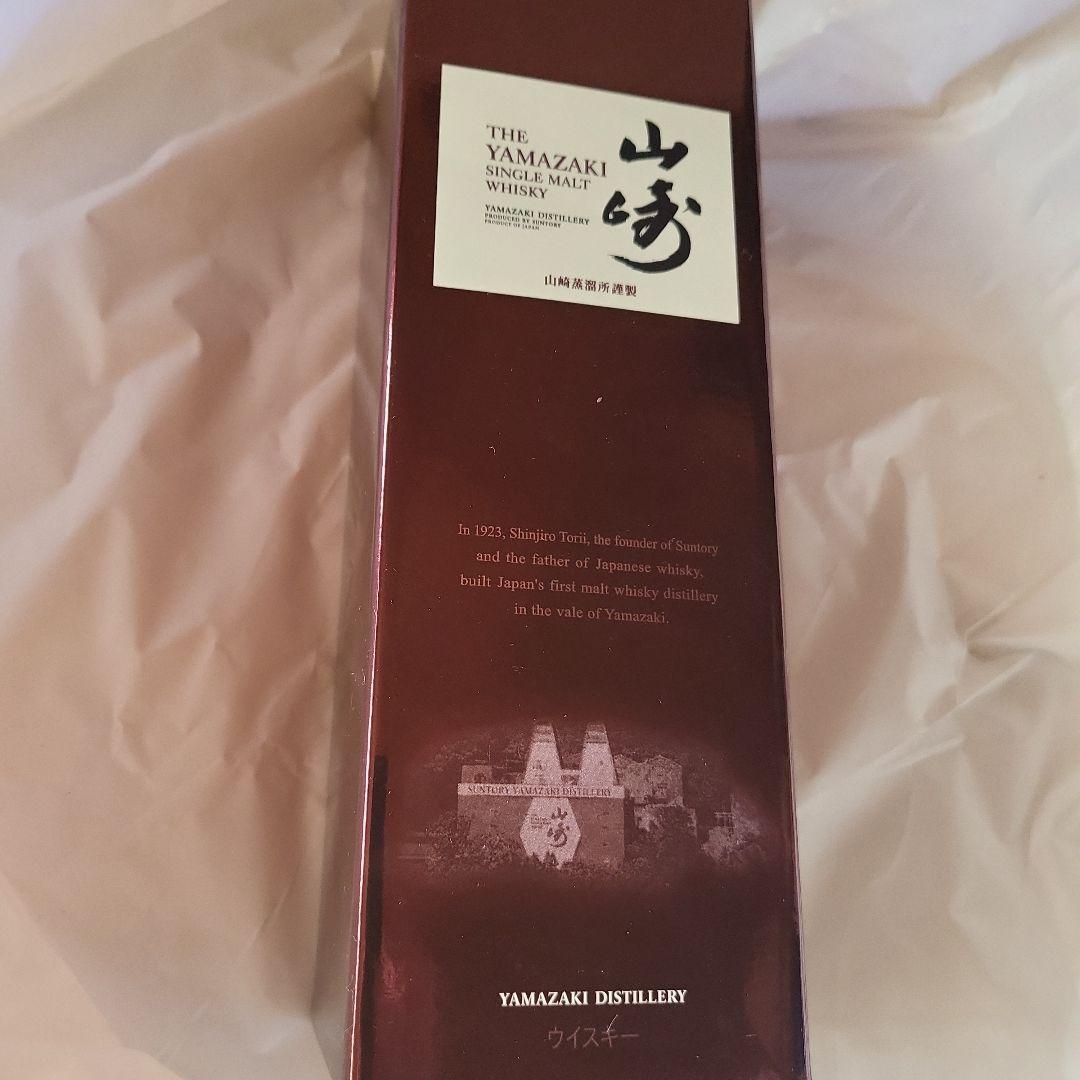 THE
YAMAZAKI
SINGLE MALT
WHISKY
YAMAZAKI DISTILLERY
PRODUCED BY SUNTORY
PRODUCT OF JAPAN
山崎
山崎蒸溜所謹製
In 1923, Shinjiro Torii, the founder of Suntory
and the father of Japanese whisky,
built Japan's first malt whisky distillery
in the vale of Yamazaki.
SUNTORY YAMAZAKI DISTILLERY
山崎
YAMAZAKI DISTILLERY
ウイスキー